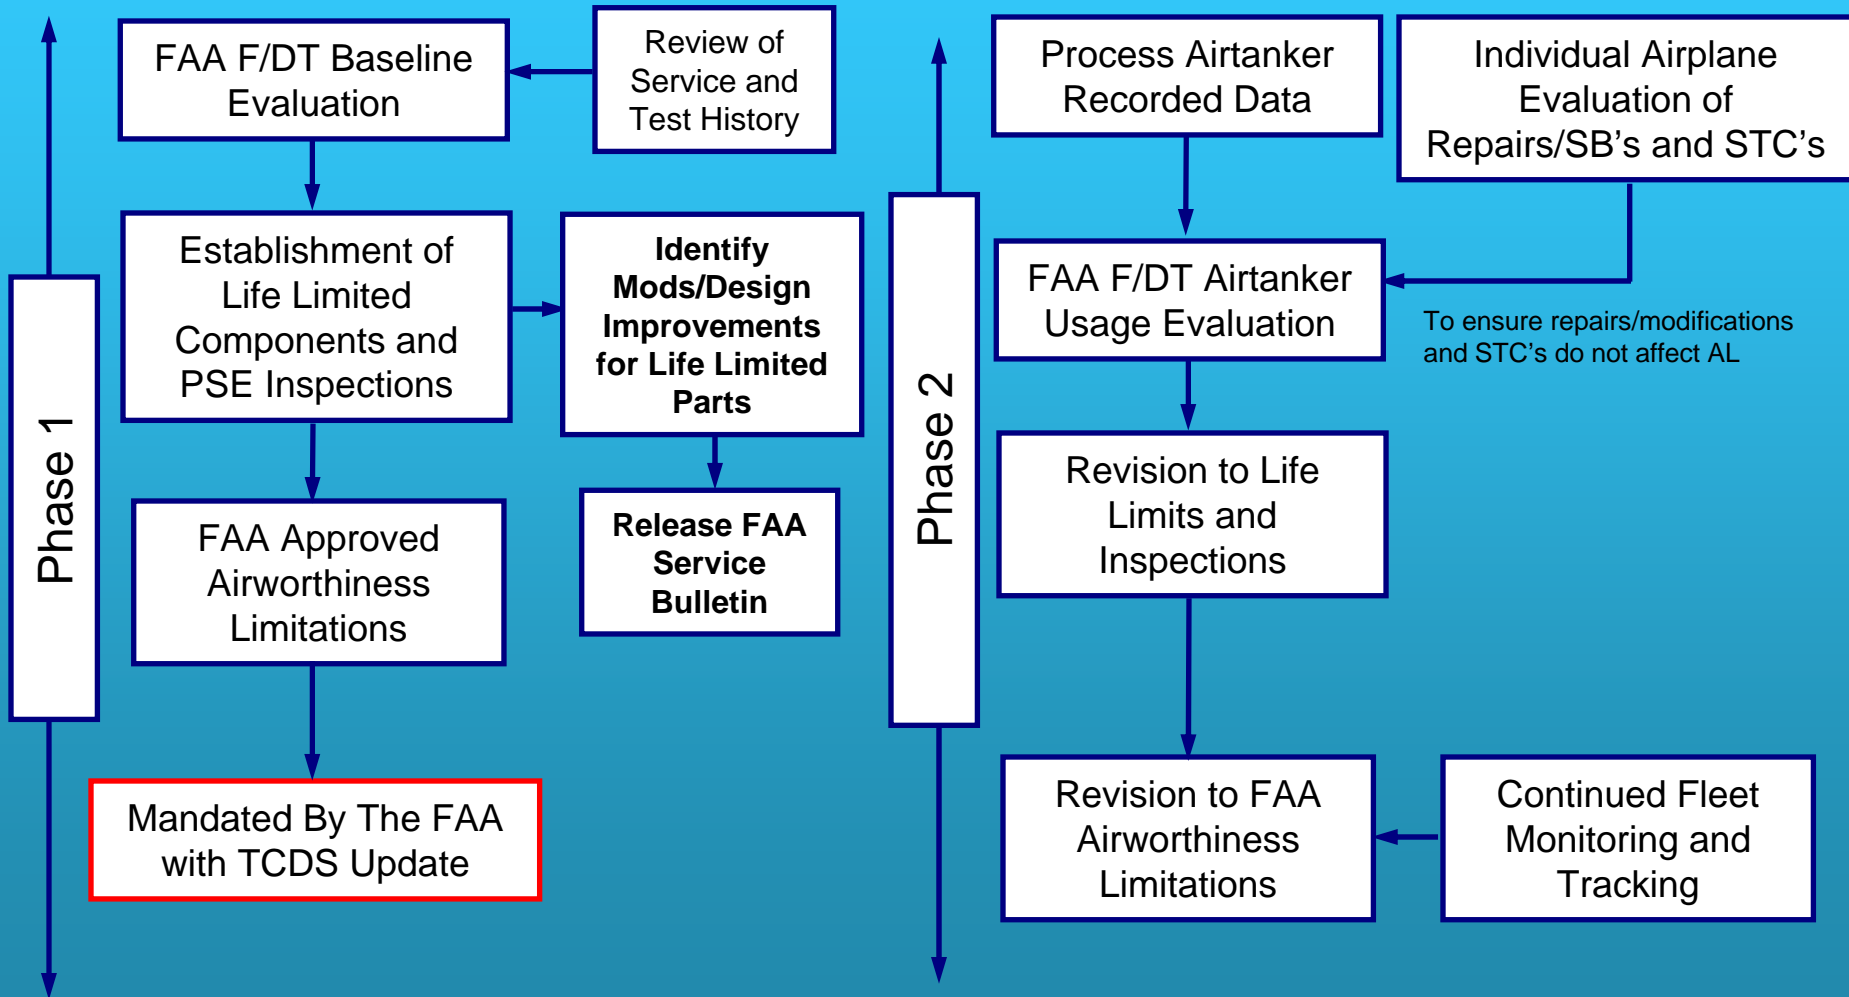 Phase 1
FAA F/DT Baseline
Evaluation
Review of
Service and
Test History
Establishment of
Life Limited
Components and
PSE Inspections
Identify
Mods/Design
Improvements
for Life Limited
Parts
FAA Approved
Airworthiness
Limitations
Release FAA
Service
Bulletin
Mandated By The FAA
with TCDS Update
Phase 2
Process Airtanker
Recorded Data
Individual Airplane
Evaluation of
Repairs/SB's and STC's
FAA F/DT Airtanker
Usage Evaluation
To ensure repairs/modifications
and STC's do not affect AL
Revision to Life
Limits and
Inspections
Revision to FAA
Airworthiness
Limitations
Continued Fleet
Monitoring and
Tracking